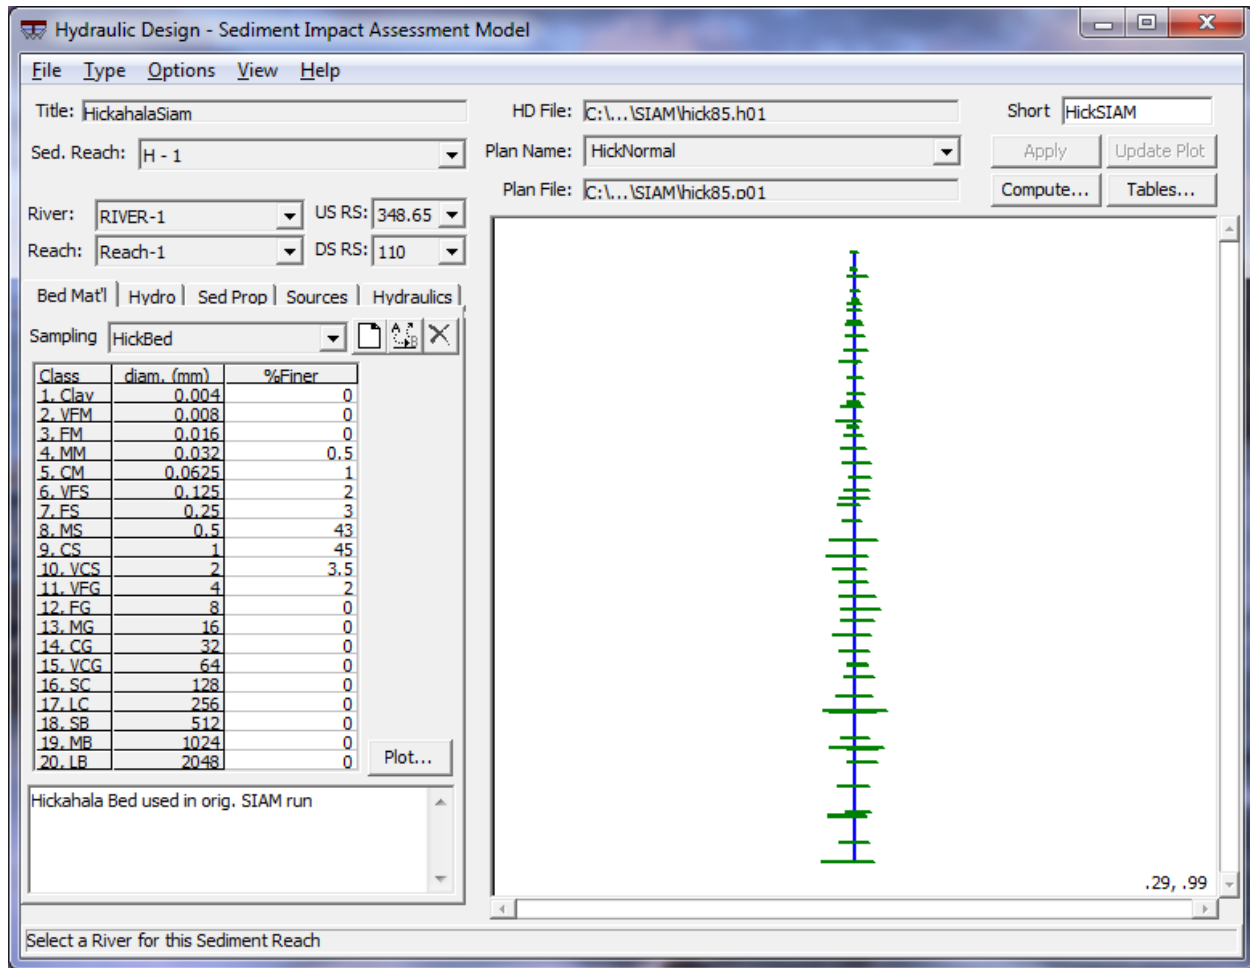 Hydraulic Design - Sediment Impact Assessment Model
File Type Options View Help
Title: HickahalaSiam
HD File: C:\...\SIAM\hick85.h01
Short HickSIAM
Sed. Reach: H - 1
Plan Name: HickNormal
Apply Update Plot
Plan File: C:\...\SIAM\hick85.p01
Compute... Tables...
River: RIVER-1 US RS: 348.65
Reach: Reach-1 DS RS: 110
Bed Mat'l Hydro Sed Prop Sources Hydraulics
Sampling HickBed
Class diam. (mm) %Finer
1. Clay 0.004 0
2. VFM 0.008 0
3. FM 0.016 0
4. MM 0.032 0.5
5. CM 0.0625 1
6. VFS 0.125 2
7. FS 0.25 3
8. MS 0.5 43
9. CS 1 45
10. VCS 2 3.5
11. VFG 4 2
12. FG 8 0
13. MG 16 0
14. CG 32 0
15. VCG 64 0
16. SC 128 0
17. LC 256 0
18. SB 512 0
19. MB 1024 0
20. LB 2048 0
Plot...
Hickahala Bed used in orig. SIAM run
.29, .99
Select a River for this Sediment Reach